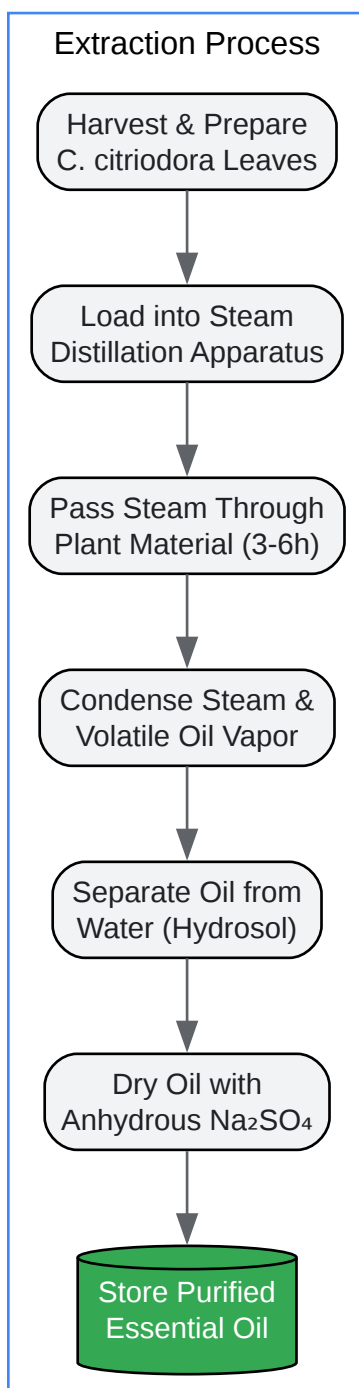 Extraction Process
Harvest & Prepare
C. citriodora Leaves
Load into Steam
Distillation Apparatus
Pass Steam Through
Plant Material (3-6h)
Condense Steam &
Volatile Oil Vapor
Separate Oil from
Water (Hydrosol)
Dry Oil with
Anhydrous Na₂SO₄
Store Purified
Essential Oil